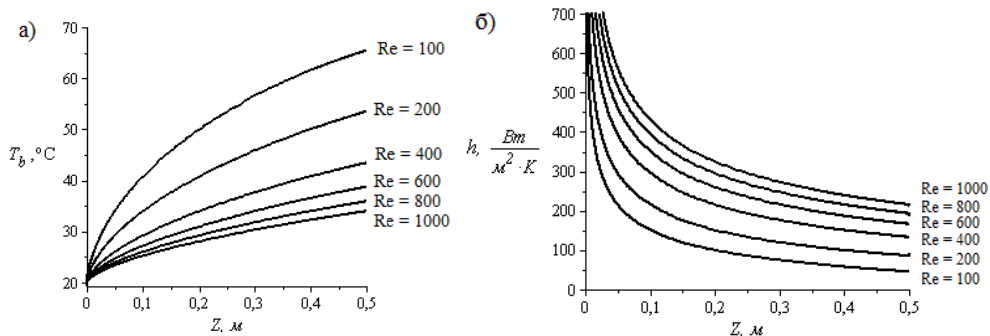 а)
70
60
50
40
30
20
T_b ,°C
Re = 100
Re = 200
Re = 400
Re = 600
Re = 800
Re = 1000
0 0,1 0,2 0,3 0,4 0,5
Z, м
б)
700
600
500
400
300
200
100
0
h, Вт / м² · К
Re = 1000
Re = 800
Re = 600
Re = 400
Re = 200
Re = 100
0 0,1 0,2 0,3 0,4 0,5
Z, м